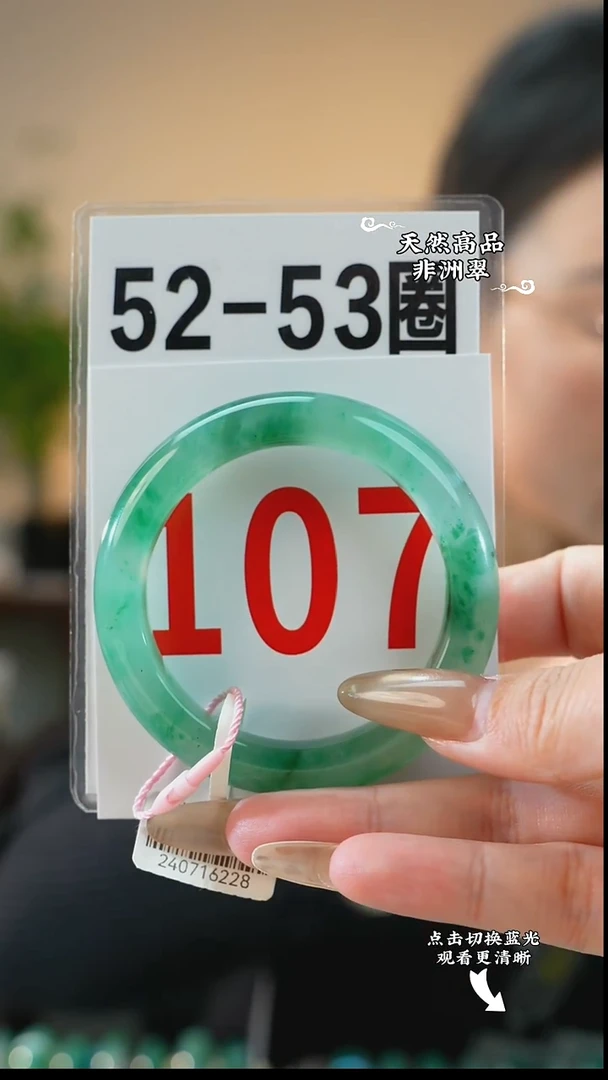 天然高品
非洲翠
52-53圈
107
240716228
点击切换蓝光
观看更清晰